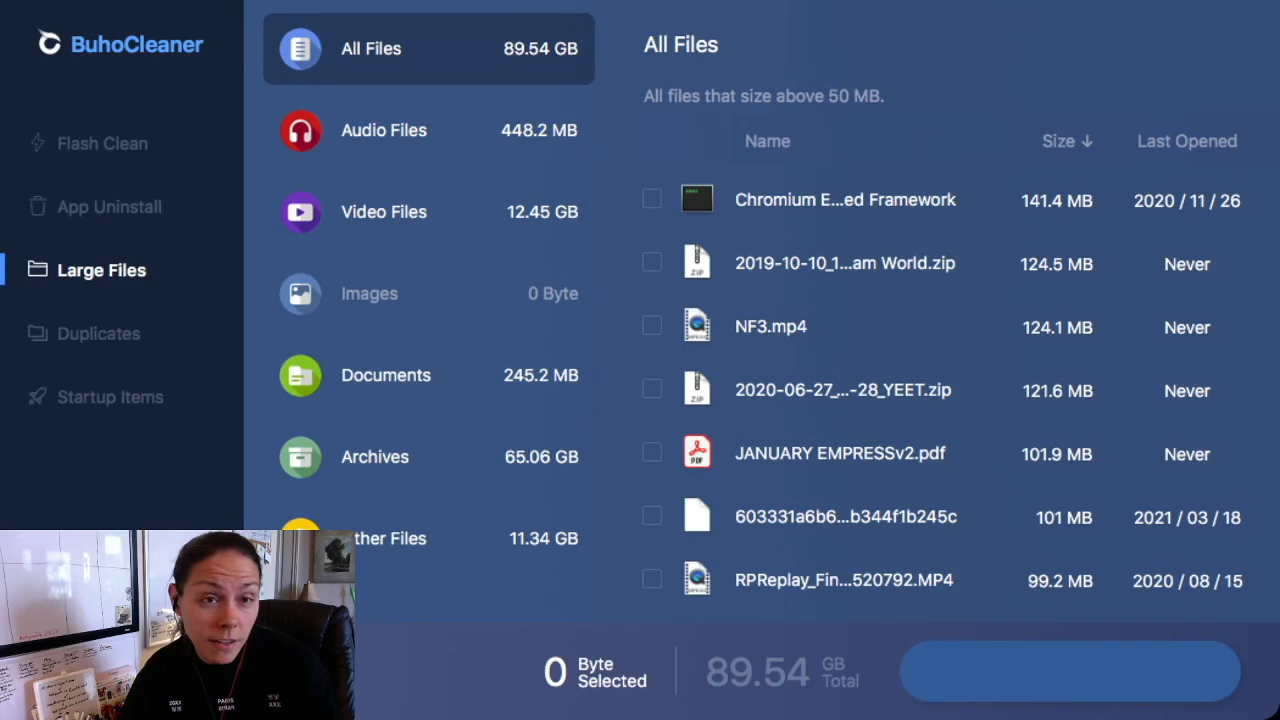 BuhoCleaner
Flash Clean
App Uninstall
Large Files
Duplicates
Startup Items
All Files 89.54 GB
Audio Files 448.2 MB
Video Files 12.45 GB
Images 0 Byte
Documents 245.2 MB
Archives 65.06 GB
ther Files 11.34 GB
All Files
All files that size above 50 MB.
Name Size ↓ Last Opened
Chromium E...ed Framework 141.4 MB 2020 / 11 / 26
2019-10-10_1...am World.zip 124.5 MB Never
NF3.mp4 124.1 MB Never
2020-06-27_...-28_YEET.zip 121.6 MB Never
JANUARY EMPRESSv2.pdf 101.9 MB Never
603331a6b6...b344f1b245c 101 MB 2021 / 03 / 18
RPReplay_Fin...520792.MP4 99.2 MB 2020 / 08 / 15
ZIP
ZIP
PDF
0 Byte Selected
89.54 GB Total
20XX
PARIS